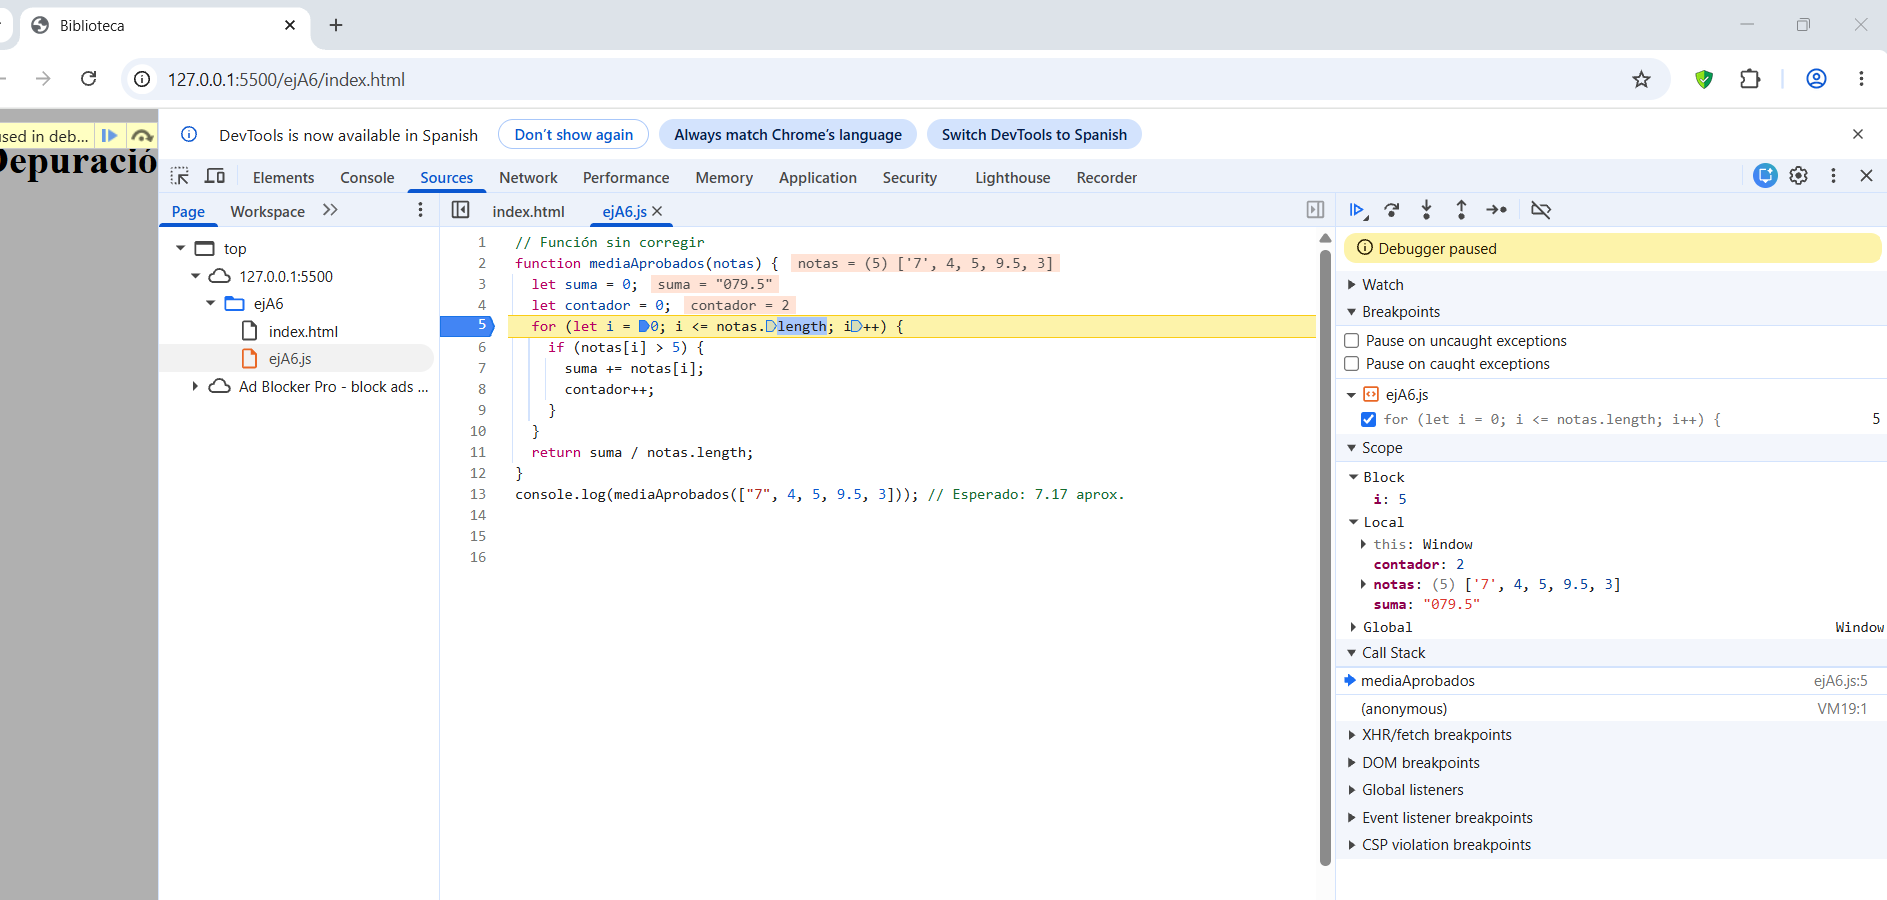 Biblioteca
127.0.0.1:5500/ejA6/index.html
used in deb...
Depuració
DevTools is now available in Spanish
Don't show again
Always match Chrome's language
Switch DevTools to Spanish
Elements
Console
Sources
Network
Performance
Memory
Application
Security
Lighthouse
Recorder
Page
Workspace
top
127.0.0.1:5500
ejA6
index.html
ejA6.js
Ad Blocker Pro - block ads ...
index.html
ejA6.js
1 // Función sin corregir
2 function mediaAprobados(notas) { notas = (5) ['7', 4, 5, 9.5, 3]
3 let suma = 0; suma = "079.5"
4 let contador = 0; contador = 2
5 for (let i = 0; i <= notas.length; i++) {
6 if (notas[i] > 5) {
7 suma += notas[i];
8 contador++;
9 }
10 }
11 return suma / notas.length;
12 }
13 console.log(mediaAprobados(["7", 4, 5, 9.5, 3])); // Esperado: 7.17 aprox.
14
15
16
Debugger paused
Watch
Breakpoints
Pause on uncaught exceptions
Pause on caught exceptions
ejA6.js
for (let i = 0; i <= notas.length; i++) { 5
Scope
Block
i: 5
Local
this: Window
contador: 2
notas: (5) ['7', 4, 5, 9.5, 3]
suma: "079.5"
Global Window
Call Stack
mediaAprobados ejA6.js:5
(anonymous) VM19:1
XHR/fetch breakpoints
DOM breakpoints
Global listeners
Event listener breakpoints
CSP violation breakpoints